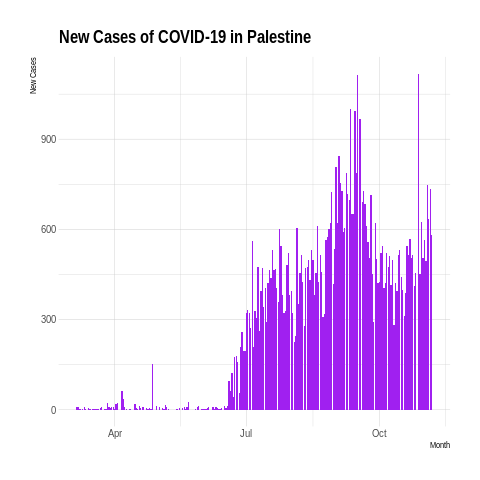 New Cases of COVID-19 in Palestine
New Cases
900
600
300
0
Apr
Jul
Oct
Month